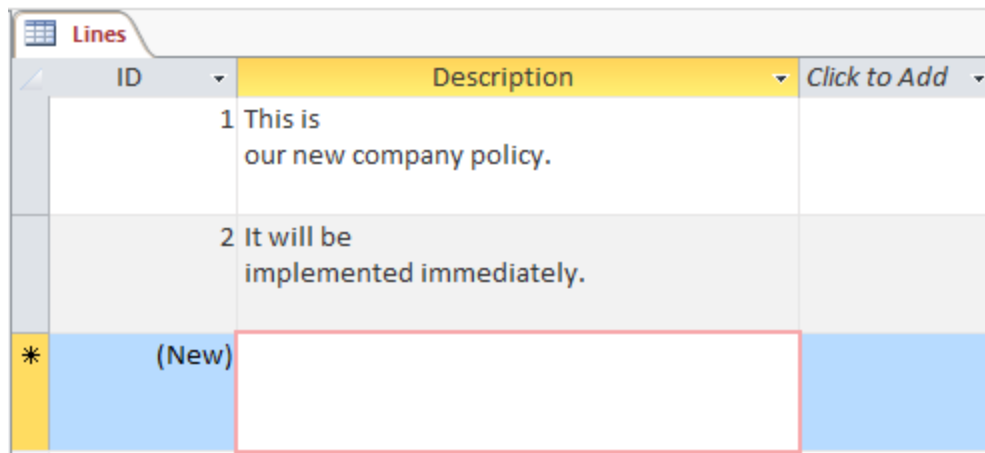 Lines
ID Description Click to Add
1 This is
our new company policy.
2 It will be
implemented immediately.
* (New)